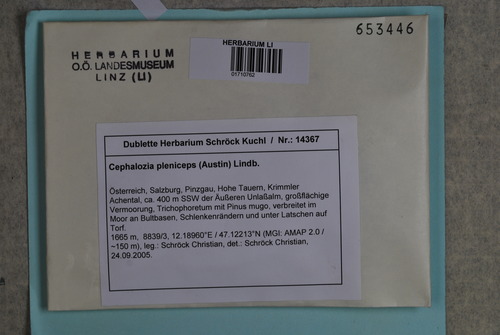 653446
HERBARIUM
O.Ö. LANDESMUSEUM
LINZ (LI)
HERBARIUM LI
01710762
Dublette Herbarium Schröck Kuchl / Nr.: 14367
Cephalozia pleniceps (Austin) Lindb.
Österreich, Salzburg, Pinzgau, Hohe Tauern, Krimmler
Achental, ca. 400 m SSW der Äußeren Unlaßalm, großflächige
Vermoorung, Trichophoretum mit Pinus mugo, verbreitet im
Moor an Bultbasen, Schlenkenrändern und unter Latschen auf
Torf.
1665 m, 8839/3, 12.18960°E / 47.12213°N (MGI: AMAP 2.0 /
~150 m), leg.: Schröck Christian, det.: Schröck Christian,
24.09.2005.